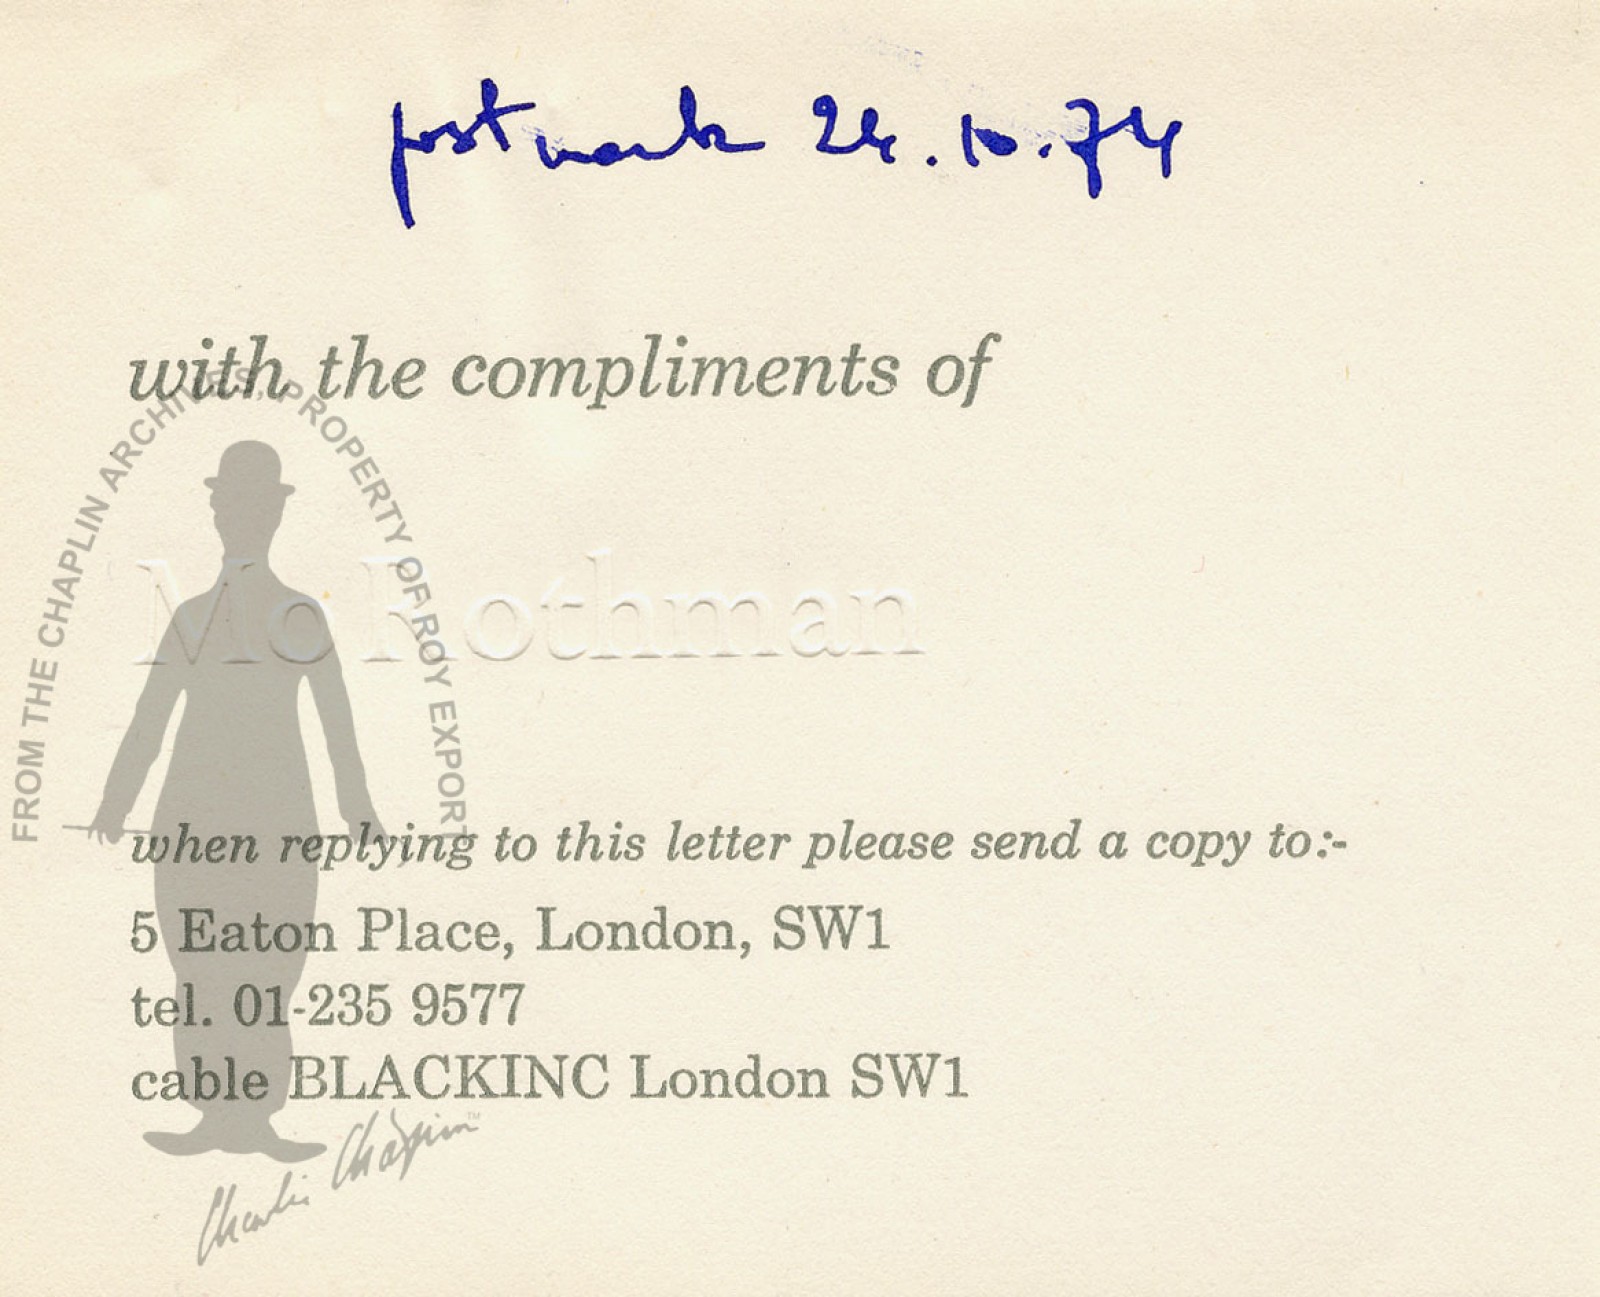 postmark 24.10.74
with the compliments of
FROM THE CHAPLIN ARCHIVES, PROPERTY OF ROY EXPORT
Mo Rothman
when replying to this letter please send a copy to:-
5 Eaton Place, London, SW1
tel. 01-235 9577
cable BLACKINC London SW1
Charlie Chaplin™